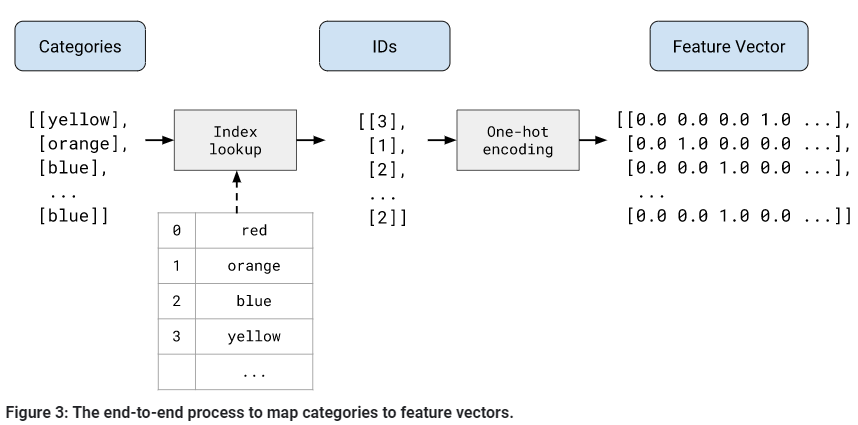 Categories
IDs
Feature Vector
[[yellow],
[orange],
[blue],
...
[blue]]
Index
lookup
[[3],
[1],
[2],
...
[2]]
One-hot
encoding
[[0.0 0.0 0.0 1.0 ...],
[0.0 1.0 0.0 0.0 ...],
[0.0 0.0 1.0 0.0 ...],
...
[0.0 0.0 1.0 0.0 ...]]
0 red
1 orange
2 blue
3 yellow
...
Figure 3: The end-to-end process to map categories to feature vectors.